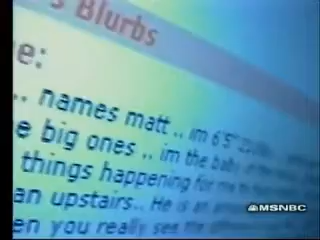 's Blurbs
e:
.. names matt .. im 6'5"
e big ones .. im the baby
things happening for me
an upstairs.. He is an
en you really see the
MSNBC